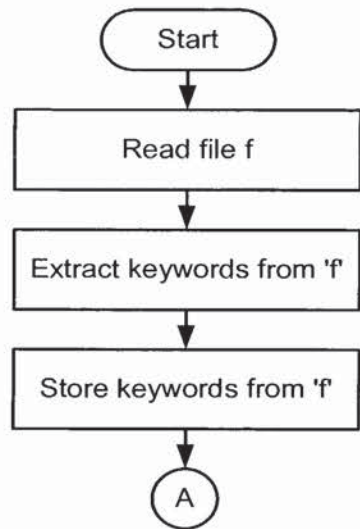 Start
Read file f
Extract keywords from 'f'
Store keywords from 'f'
A